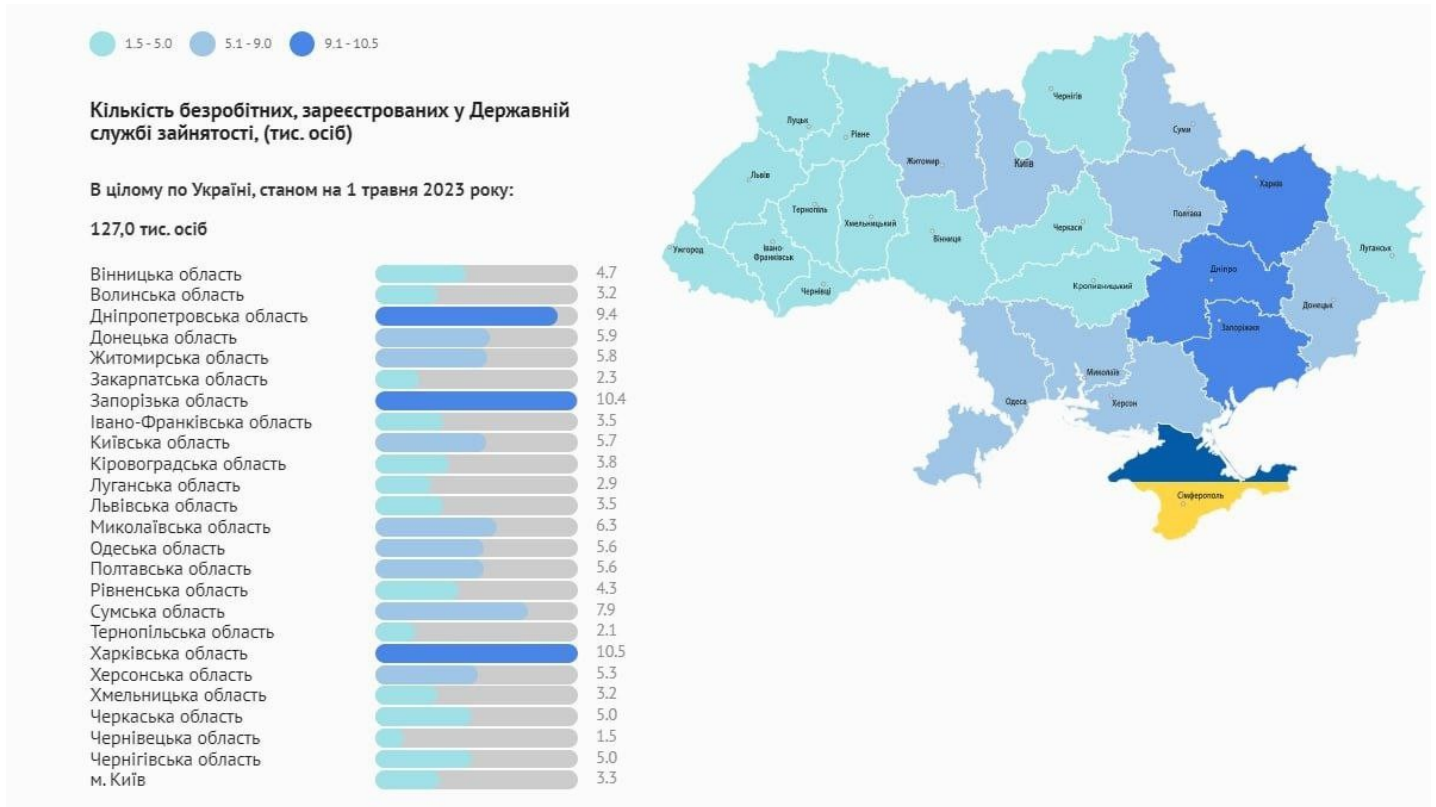 1.5 - 5.0 5.1 - 9.0 9.1 - 10.5
Кількість безробітних, зареєстрованих у Державній
службі зайнятості, (тис. осіб)
В цілому по Україні, станом на 1 травня 2023 року:
127,0 тис. осіб
Вінницька область 4.7
Волинська область 3.2
Дніпропетровська область 9.4
Донецька область 5.9
Житомирська область 5.8
Закарпатська область 2.3
Запорізька область 10.4
Івано-Франківська область 3.5
Київська область 5.7
Кіровоградська область 3.8
Луганська область 2.9
Львівська область 3.5
Миколаївська область 6.3
Одеська область 5.6
Полтавська область 5.6
Рівненська область 4.3
Сумська область 7.9
Тернопільська область 2.1
Харківська область 10.5
Херсонська область 5.3
Хмельницька область 3.2
Черкаська область 5.0
Чернівецька область 1.5
Чернігівська область 5.0
м. Київ 3.3
Чернігів
Луцьк
Рівне
Суми
Житомир
Київ
Львів
Харків
Тернопіль
Хмельницький
Вінниця
Черкаси
Полтава
Ужгород
Івано-
Франківськ
Луганськ
Дніпро
Чернівці
Кропивницький
Донецьк
Запоріжжя
Миколаїв
Одеса
Херсон
Сімферополь